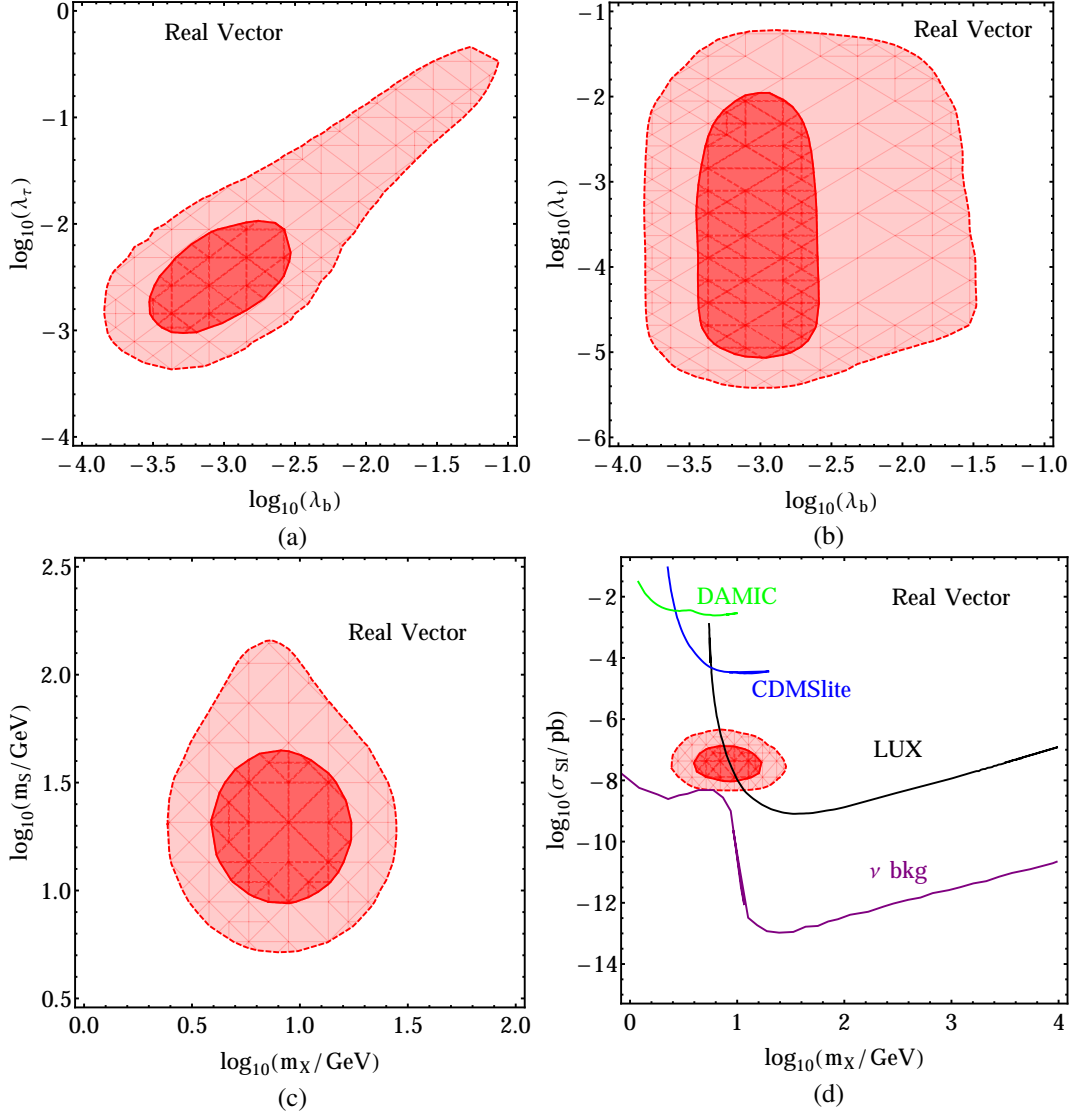 Real Vector
0
−1
−2
−3
−4
log10(λτ)
−4.0 −3.5 −3.0 −2.5 −2.0 −1.5 −1.0
log10(λb)
(a)
Real Vector
−1
−2
−3
−4
−5
−6
log10(λt)
−4.0 −3.5 −3.0 −2.5 −2.0 −1.5 −1.0
log10(λb)
(b)
Real Vector
2.5
2.0
1.5
1.0
0.5
log10(mS/GeV)
0.0 0.5 1.0 1.5 2.0
log10(mX/GeV)
(c)
Real Vector
DAMIC
CDMSlite
LUX
ν bkg
−2
−4
−6
−8
−10
−12
−14
log10(σSI/pb)
0 1 2 3 4
log10(mX/GeV)
(d)